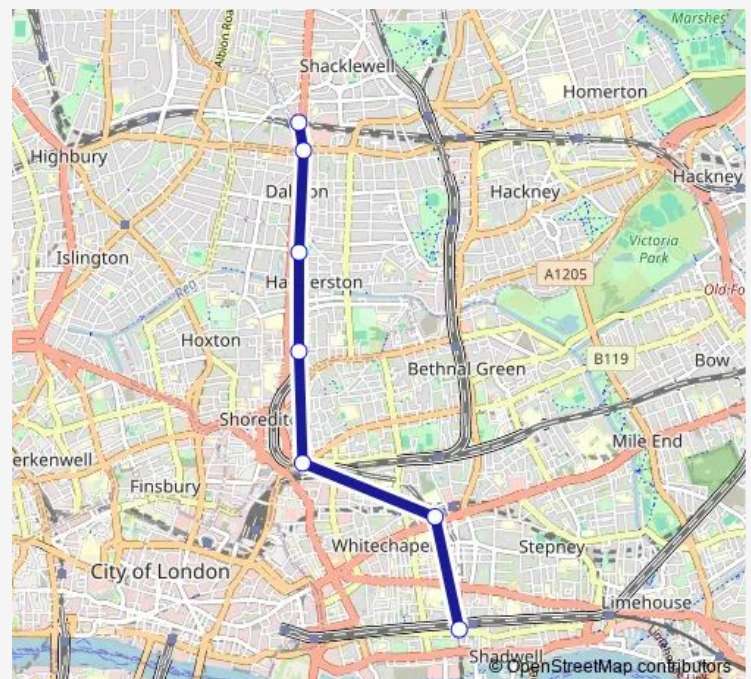 Marshes
Albion Road
Shacklewell
Homerton
Highbury
Hackney
Dal
on
Hackney
Victoria
Park
Islington
A1205
Reg
Ha
erston
Old Fo
Hoxton
B119
Bow
Bethnal Green
Shoredit
Mile End
erkenwell
Finsbury
Whitechape
Stepney
City of London
Limehouse
Shadwell
© OpenStreetMap contributors